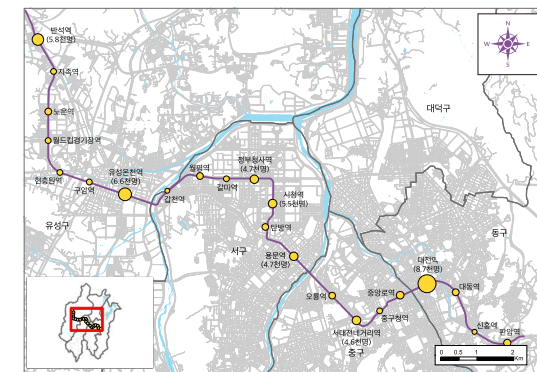 반석역
(5.8천명)
지족역
노은역
월드컵경기장역
현충원역
구암역
유성온천역
(6.6천명)
갑천역
월평역
갈마역
정부청사역
(4.7천명)
시청역
(5.5천명)
탄방역
용문역
(4.7천명)
오룡역
서대전네거리역
(4.6천명)
중구청역
중앙로역
대전역
(8.7천명)
대동역
신흥역
판암역
유성구
서구
중구
동구
대덕구
N
W
E
S
0 0.5 1 2
Km